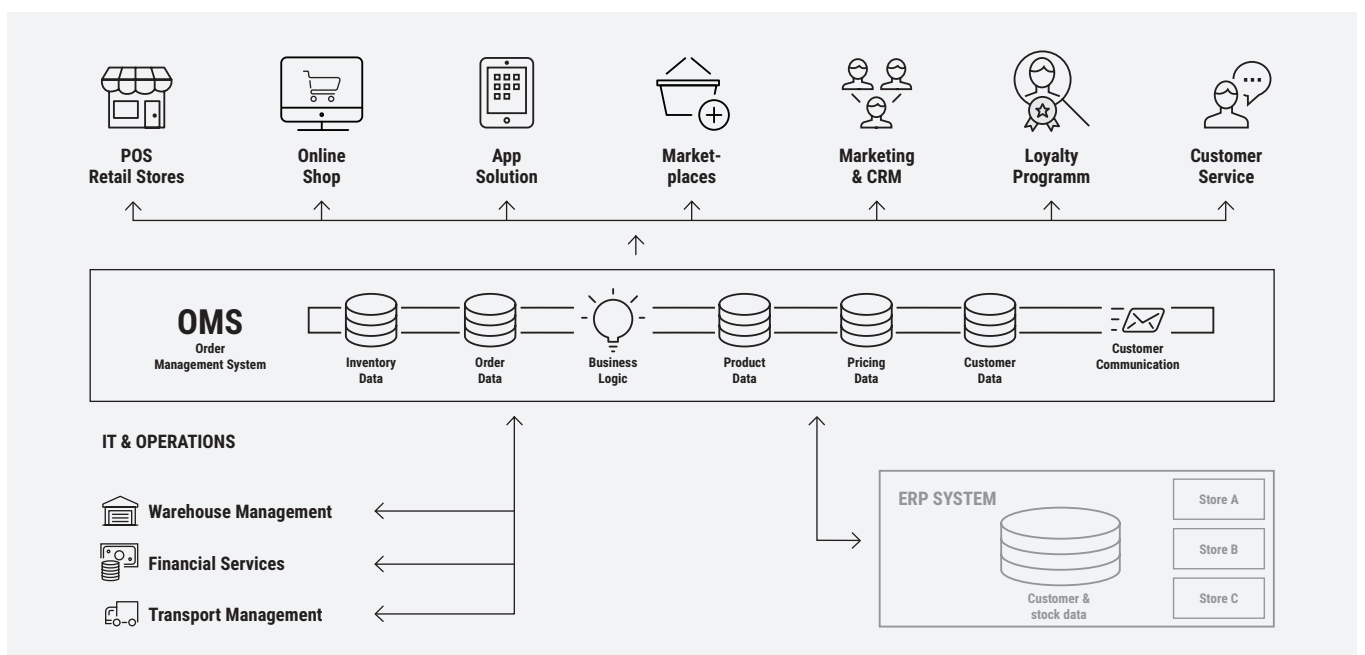 POS
Retail Stores
Online
Shop
App
Solution
Market-
places
Marketing
& CRM
Loyalty
Programm
Customer
Service
OMS
Order
Management System
Inventory
Data
Order
Data
Business
Logic
Product
Data
Pricing
Data
Customer
Data
Customer
Communication
IT & OPERATIONS
Warehouse Management
Financial Services
Transport Management
ERP SYSTEM
Customer &
stock data
Store A
Store B
Store C